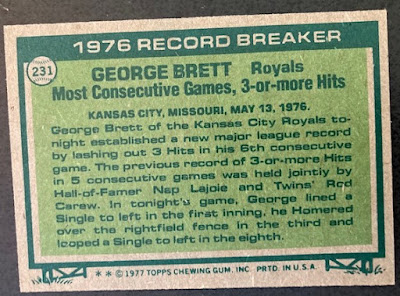 1976 RECORD BREAKER
231
GEORGE BRETT Royals
Most Consecutive Games, 3-or-more Hits
KANSAS CITY, MISSOURI, MAY 13, 1976.
George Brett of the Kansas City Royals to-
night established a new major league record
by lashing out 3 Hits in his 6th consecutive
game. The previous record of 3-or-more Hits
in 5 consecutive games was held jointly by
Hall-of-Famer Nap Lajoie and Twins' Rod
Carew. In tonight's game, George lined a
Single to left in the first inning, he Homered
over the rightfield fence in the third and
looped a Single to left in the eighth.
** © 1977 TOPPS CHEWING GUM, INC. PRTD. IN U.S.A.